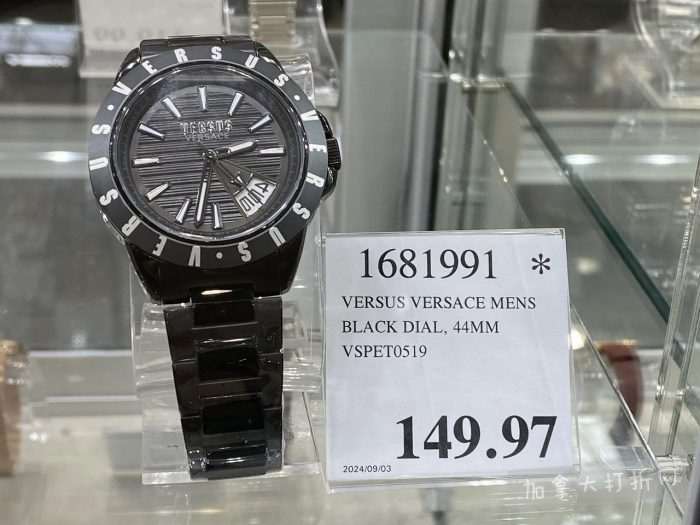 ·VERSUS·VERSUS·VERSUS
VERSUS
VERSACE
1681991 *
VERSUS VERSACE MENS
BLACK DIAL, 44MM
VSPET0519
149.97
2024/09/03
加拿大打折网